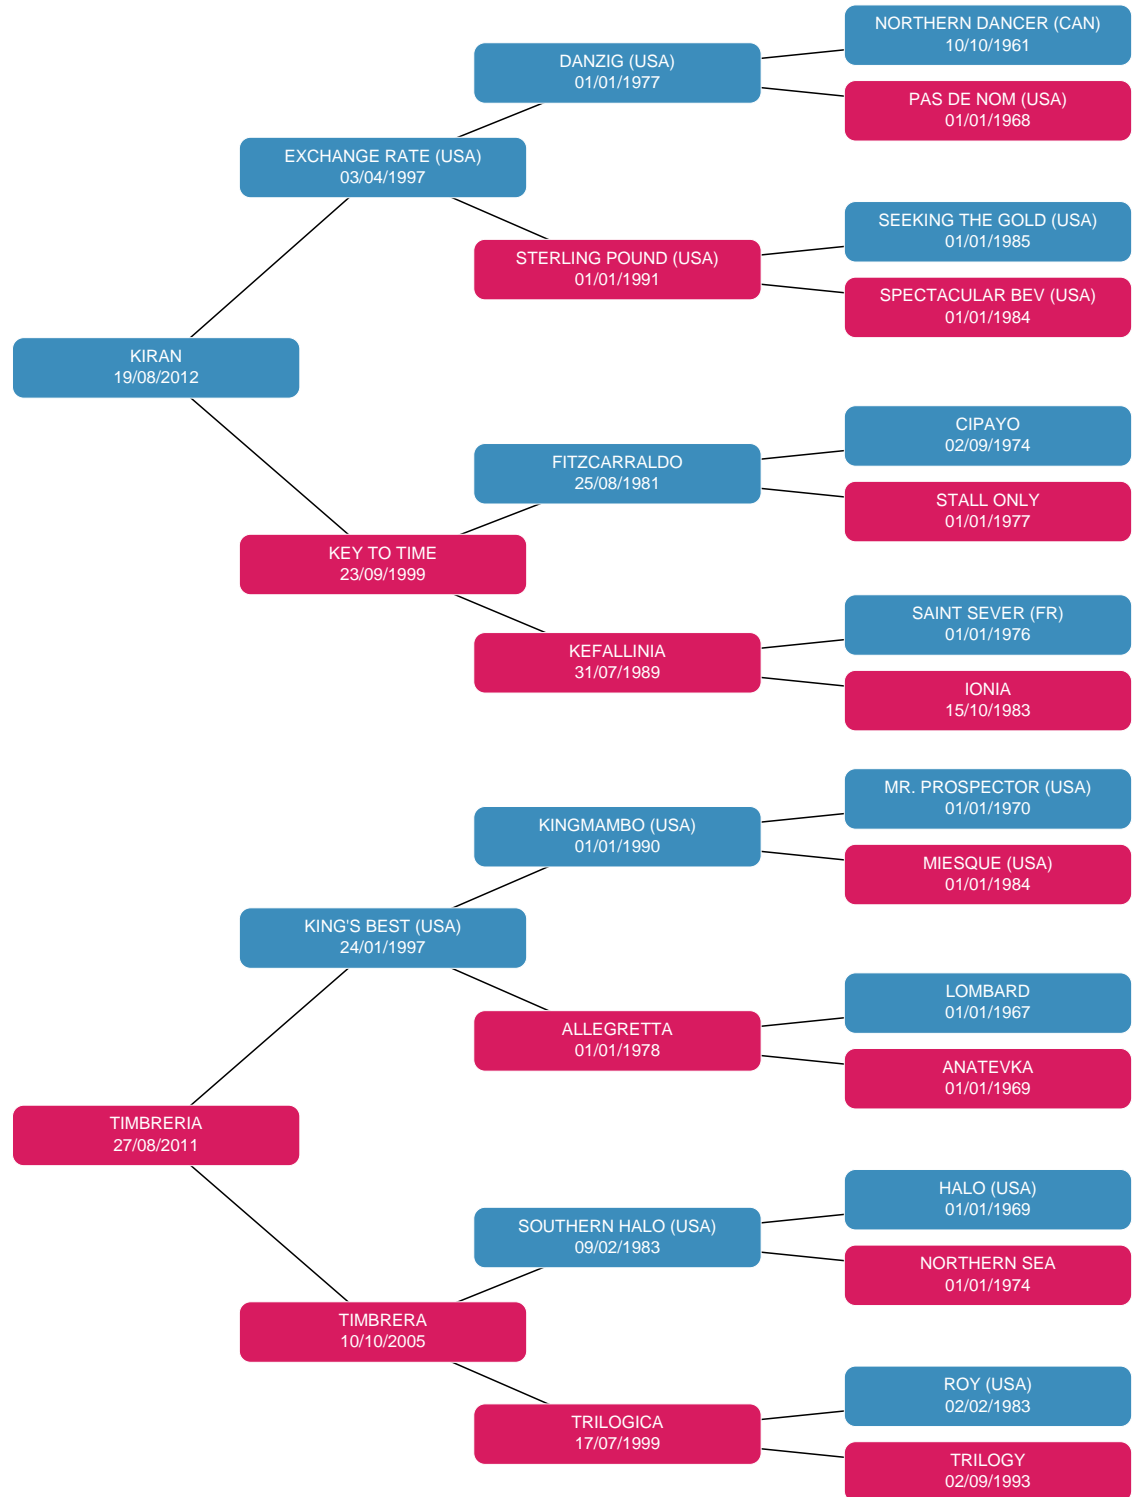 NORTHERN DANCER (CAN)
10/10/1961
DANZIG (USA)
01/01/1977
PAS DE NOM (USA)
01/01/1968
EXCHANGE RATE (USA)
03/04/1997
SEEKING THE GOLD (USA)
01/01/1985
STERLING POUND (USA)
01/01/1991
SPECTACULAR BEV (USA)
01/01/1984
KIRAN
19/08/2012
CIPAYO
02/09/1974
FITZCARRALDO
25/08/1981
STALL ONLY
01/01/1977
KEY TO TIME
23/09/1999
SAINT SEVER (FR)
01/01/1976
KEFALLINIA
31/07/1989
IONIA
15/10/1983
MR. PROSPECTOR (USA)
01/01/1970
KINGMAMBO (USA)
01/01/1990
MIESQUE (USA)
01/01/1984
KING'S BEST (USA)
24/01/1997
LOMBARD
01/01/1967
ALLEGRETTA
01/01/1978
ANATEVKA
01/01/1969
TIMBRERIA
27/08/2011
HALO (USA)
01/01/1969
SOUTHERN HALO (USA)
09/02/1983
NORTHERN SEA
01/01/1974
TIMBRERA
10/10/2005
ROY (USA)
02/02/1983
TRILOGICA
17/07/1999
TRILOGY
02/09/1993